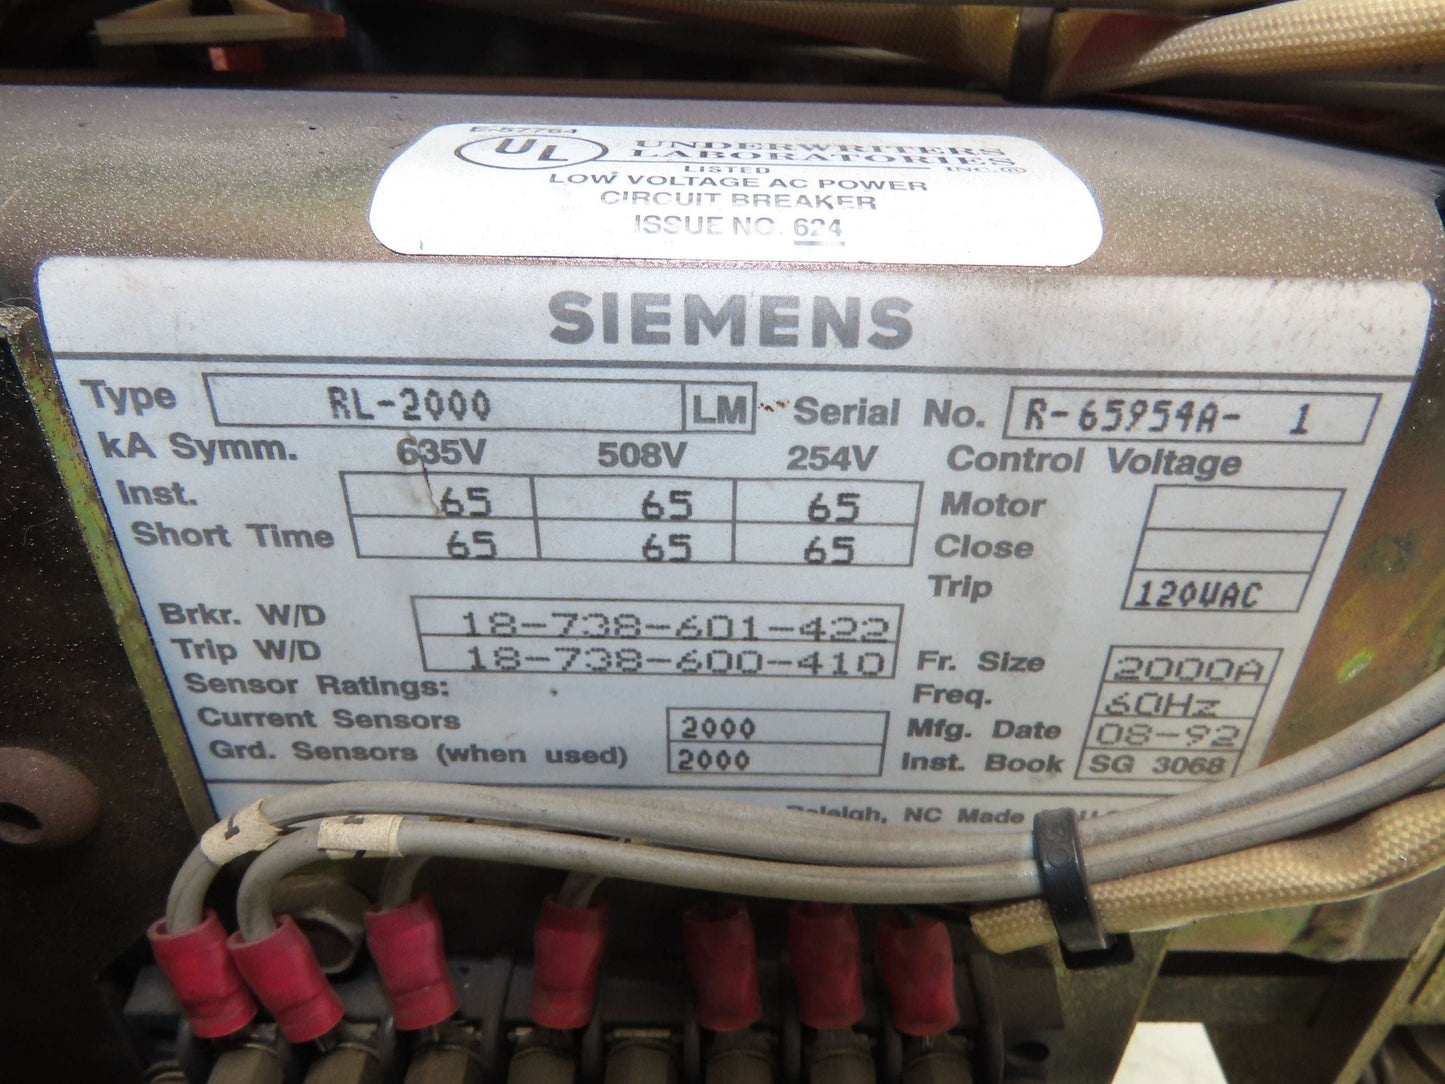 E-57764
UL UNDERWRITERS
LABORATORIES INC.®
LISTED
LOW VOLTAGE AC POWER
CIRCUIT BREAKER
ISSUE NO. 624
SIEMENS
Type RL-2000 LM Serial No. R-65954A- 1
kA Symm. 635V 508V 254V Control Voltage
Inst. 65 65 65 Motor
Short Time 65 65 65 Close
Trip 120VAC
Brkr. W/D 18-738-601-422
Trip W/D 18-738-600-410 Fr. Size 2000A
Sensor Ratings: Freq. 60Hz
Current Sensors 2000 Mfg. Date 08-92
Grd. Sensors (when used) 2000 Inst. Book SG 3068
Raleigh, NC Made